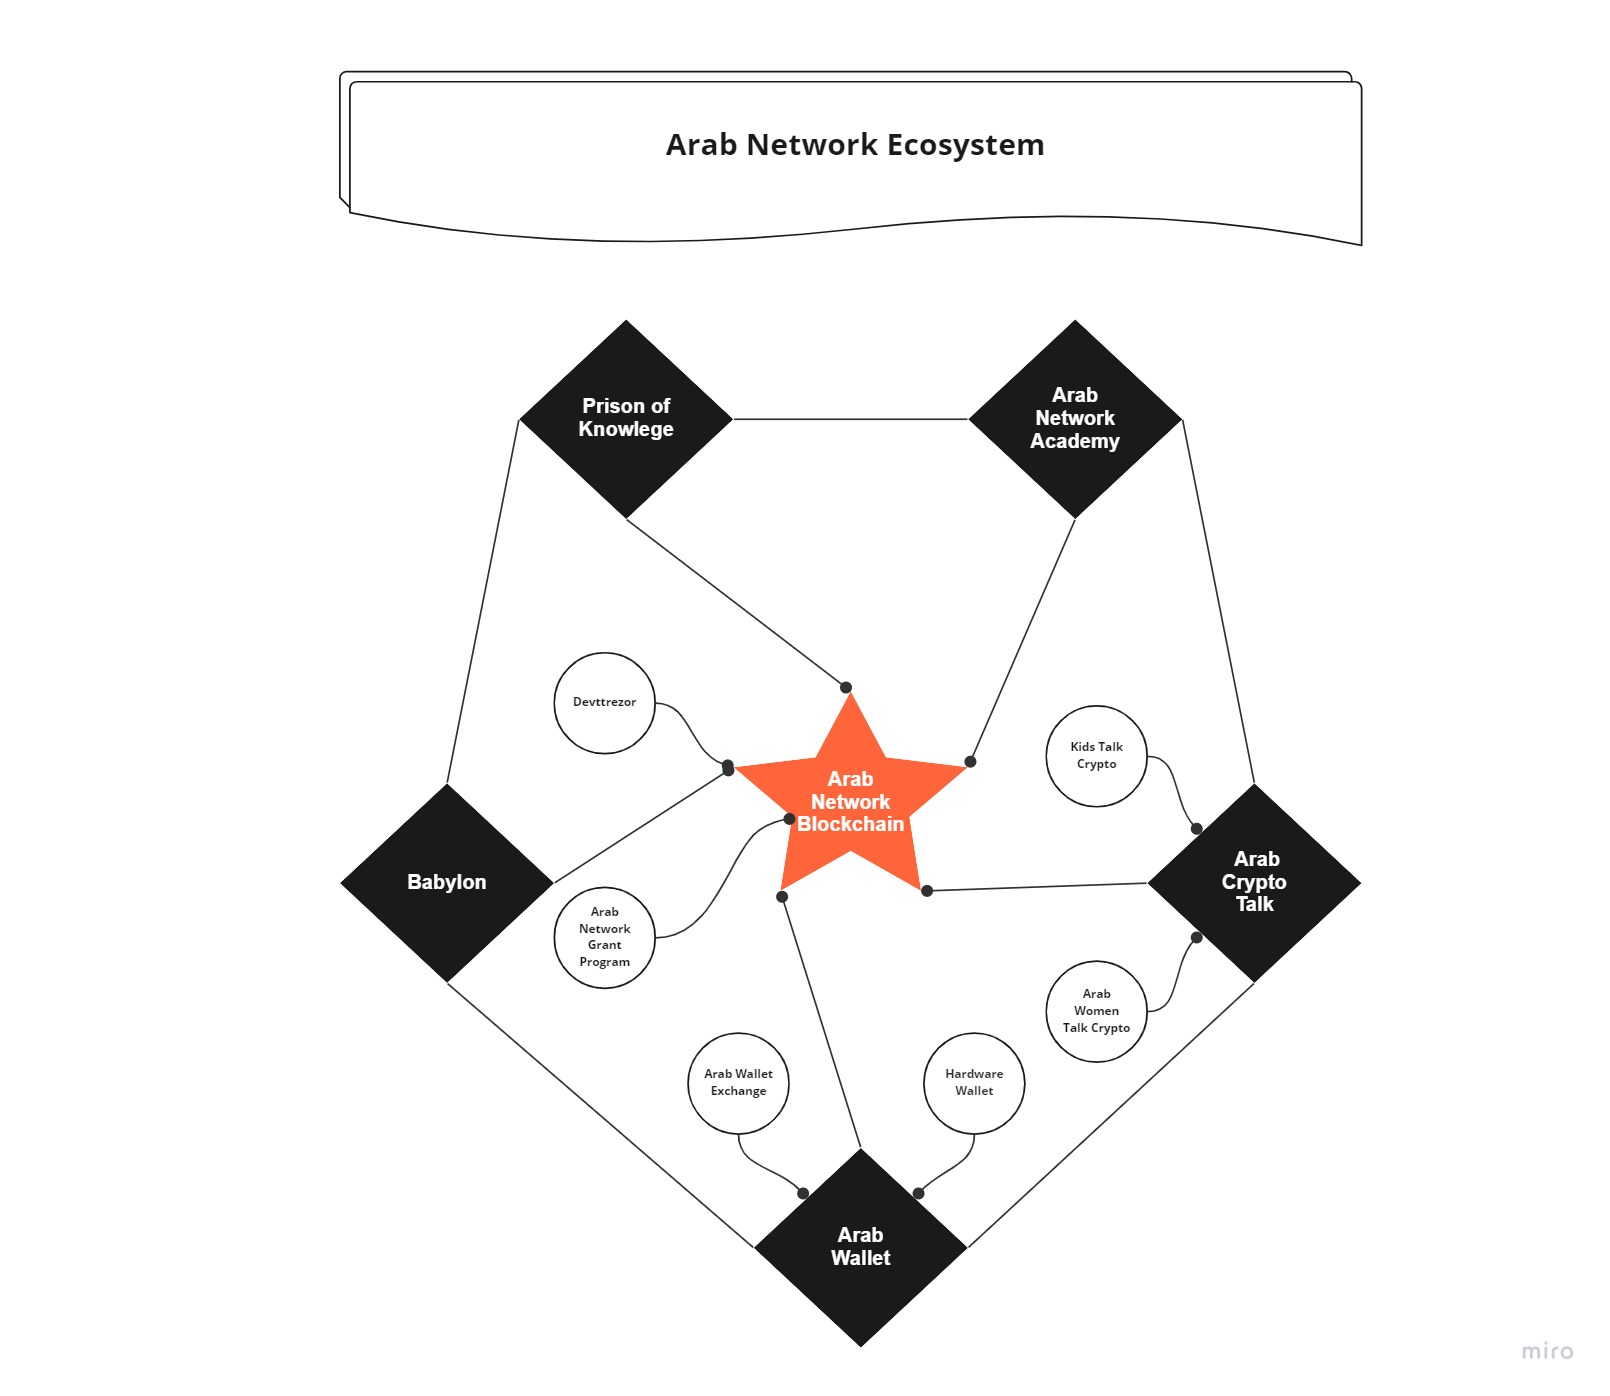 Arab Network Ecosystem
Prison of
Knowlege
Arab
Network
Academy
Devttrezor
Kids Talk
Crypto
Arab
Network
Blockchain
Babylon
Arab
Crypto
Talk
Arab
Network
Grant
Program
Arab
Women
Talk Crypto
Arab Wallet
Exchange
Hardware
Wallet
Arab
Wallet
miro